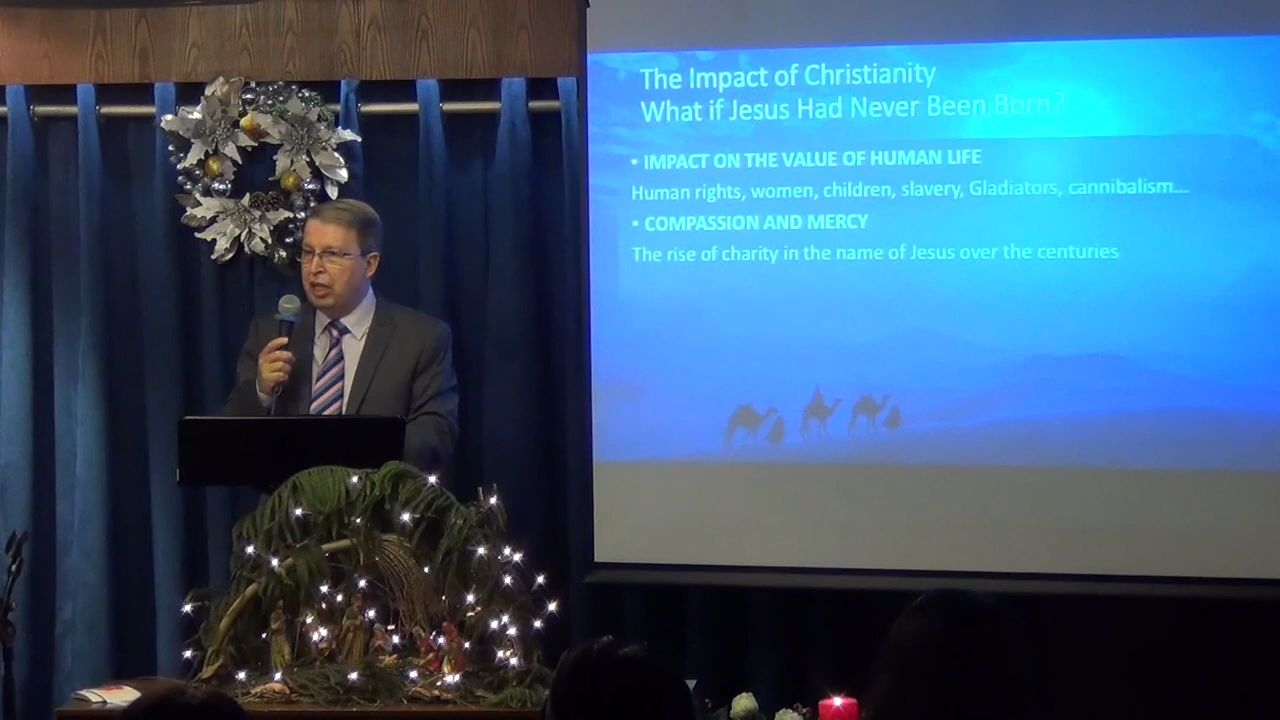 The Impact of Christianity
What if Jesus Had Never Been Born?
• IMPACT ON THE VALUE OF HUMAN LIFE
Human rights, women, children, slavery, Gladiators, cannibalism...
• COMPASSION AND MERCY
The rise of charity in the name of Jesus over the centuries